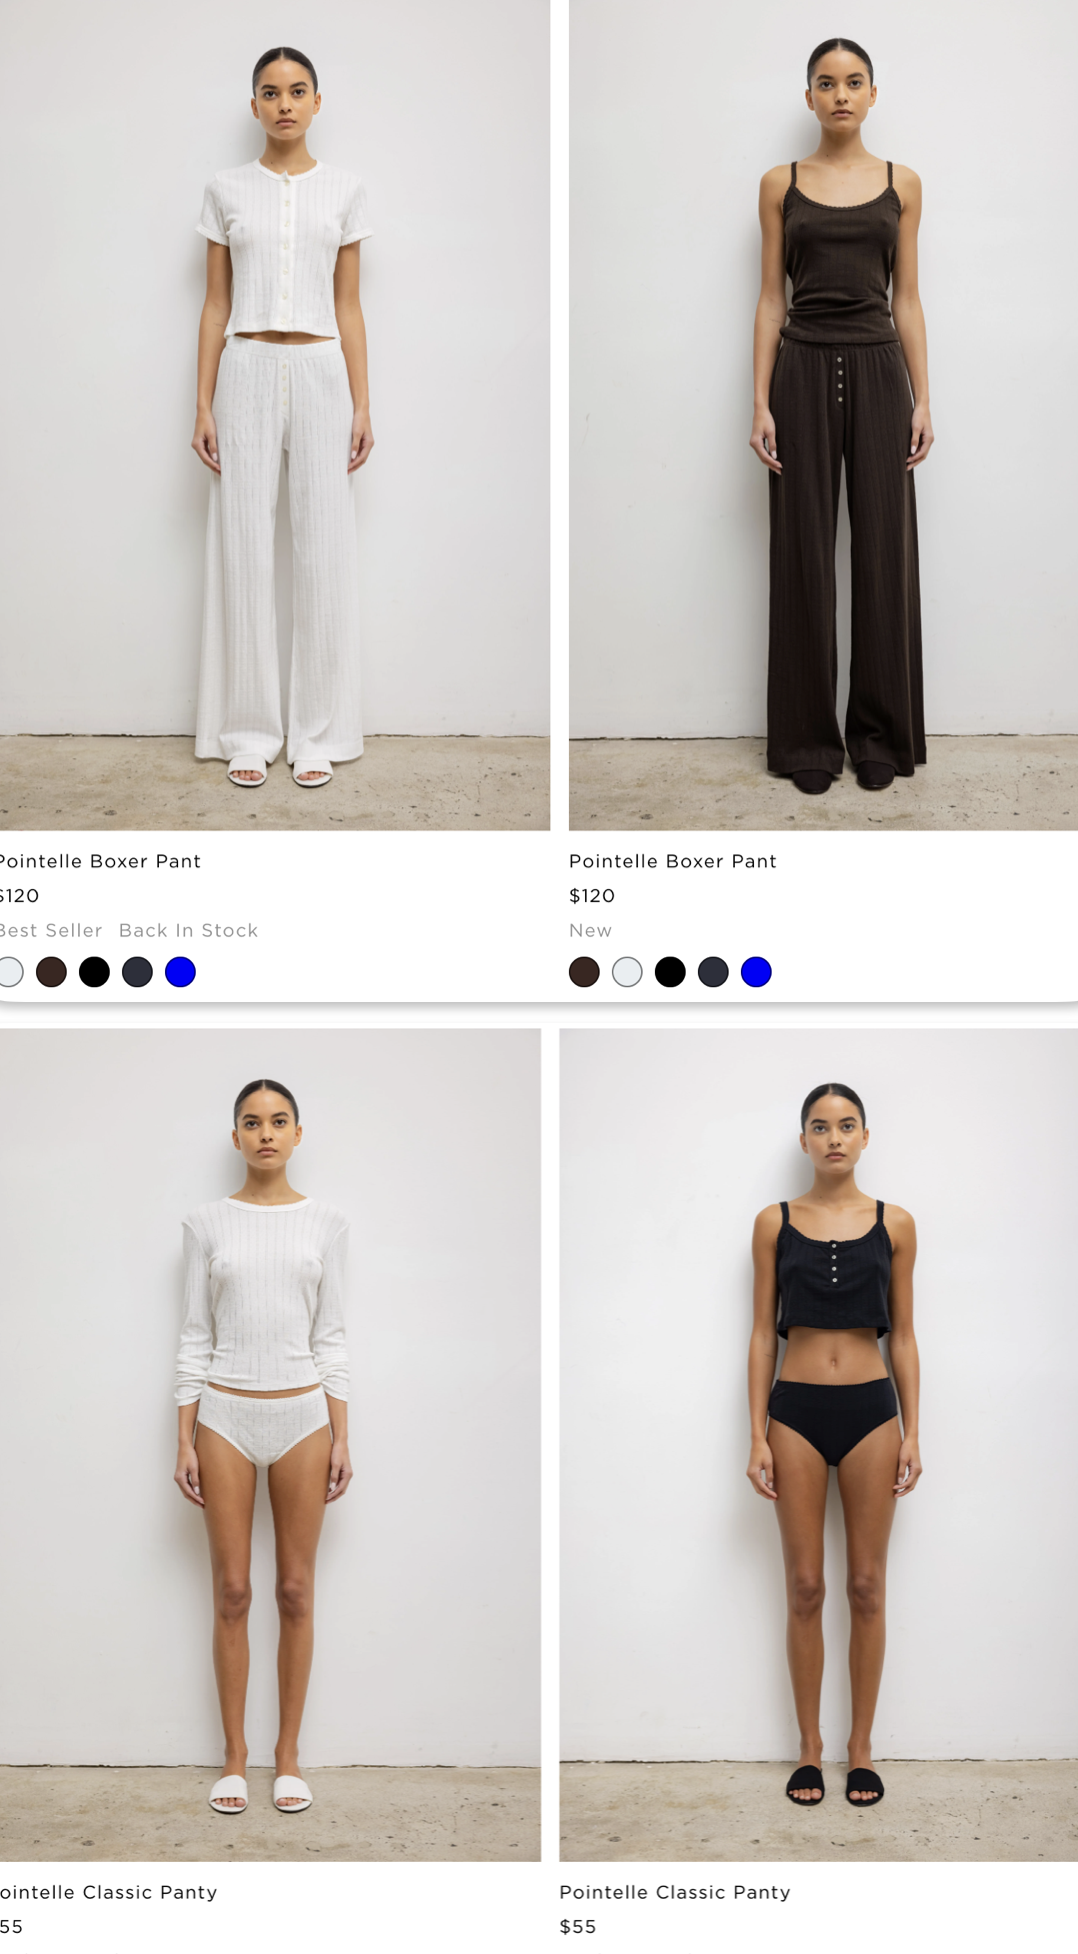 Pointelle Boxer Pant
$120
Best Seller Back In Stock
Pointelle Boxer Pant
$120
New
ointelle Classic Panty
55
Pointelle Classic Panty
$55